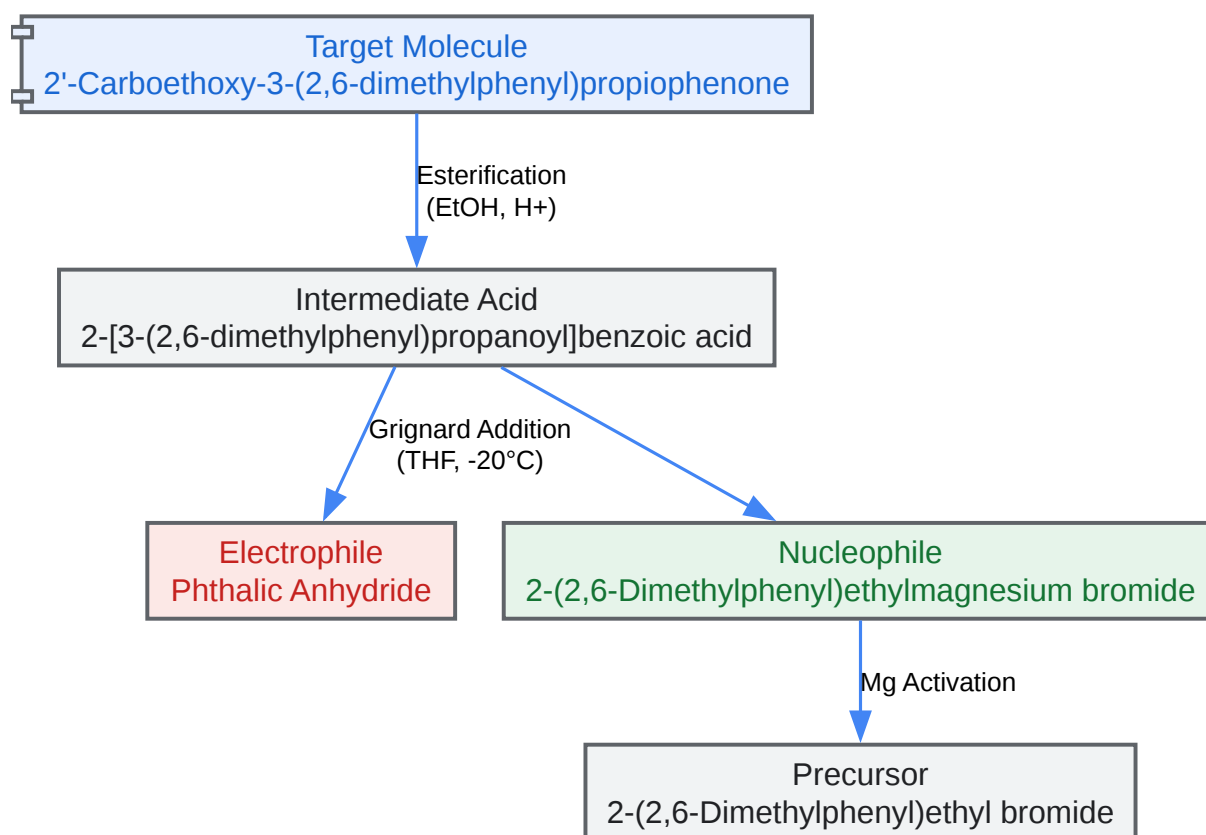 Target Molecule
2'-Carboethoxy-3-(2,6-dimethylphenyl)propiophenone
Esterification
(EtOH, H+)
Intermediate Acid
2-[3-(2,6-dimethylphenyl)propanoyl]benzoic acid
Grignard Addition
(THF, -20°C)
Electrophile
Phthalic Anhydride
Nucleophile
2-(2,6-Dimethylphenyl)ethylmagnesium bromide
Mg Activation
Precursor
2-(2,6-Dimethylphenyl)ethyl bromide